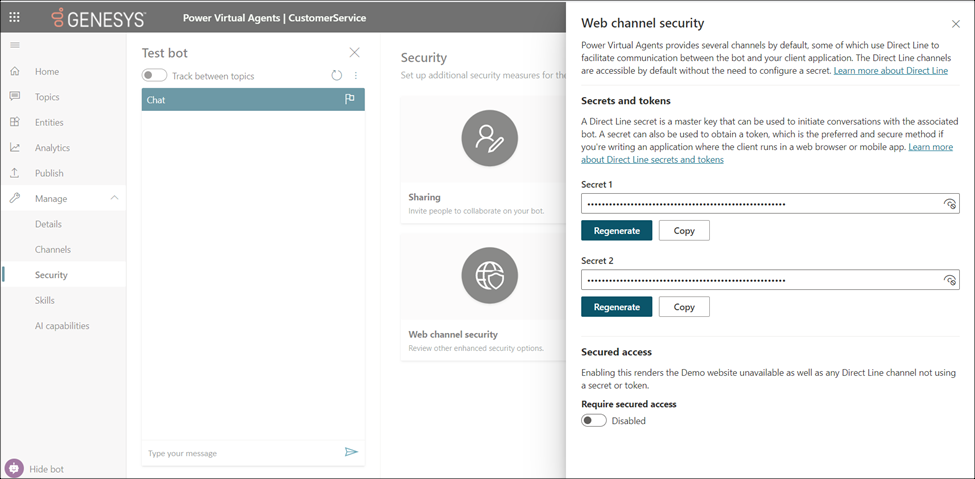 GENESYS
Power Virtual Agents | CustomerService
Home
Topics
Entities
Analytics
Publish
Manage
Details
Channels
Security
Skills
AI capabilities
Hide bot
Test bot
Track between topics
Chat
Type your message
Security
Set up additional security measures for the
Sharing
Invite people to collaborate on your bot.
Web channel security
Review other enhanced security options.
Web channel security
Power Virtual Agents provides several channels by default, some of which use Direct Line to
facilitate communication between the bot and your client application. The Direct Line channels
are accessible by default without the need to configure a secret. Learn more about Direct Line
Secrets and tokens
A Direct Line secret is a master key that can be used to initiate conversations with the associated
bot. A secret can also be used to obtain a token, which is the preferred and secure method if
you're writing an application where the client runs in a web browser or mobile app. Learn more
about Direct Line secrets and tokens
Secret 1
Regenerate
Copy
Secret 2
Regenerate
Copy
Secured access
Enabling this renders the Demo website unavailable as well as any Direct Line channel not using
a secret or token.
Require secured access
Disabled